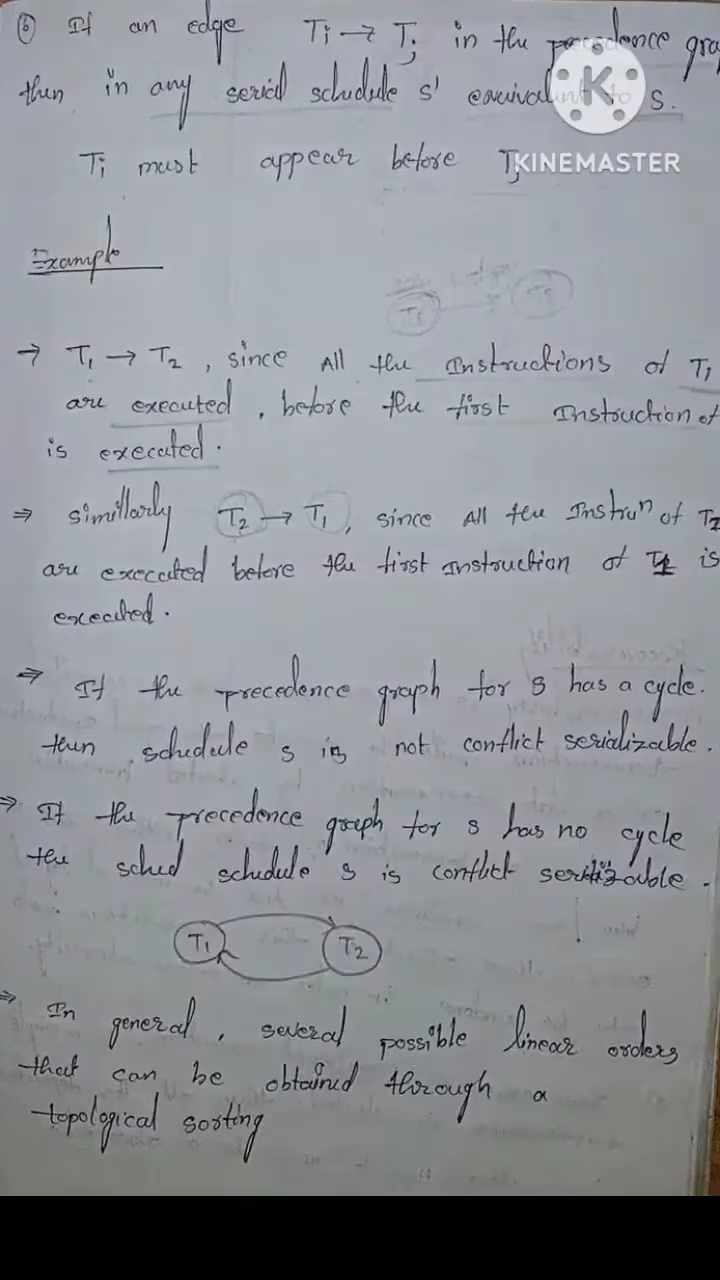 ⑥ If an edge Ti → Tj in the precedence gra
then in any serial schedule s' equivalent to s.
Ti must appear before Tj
KINEMASTER
Example
→ T1 → T2, since All the Instructions of T1
are executed, before the first Instruction of
is executed.
⇒ simillarly T2 → T1, since All the Instruⁿ of T2
are executed before the first Instruction of T1 is
executed.
⇒ If the precedence graph for s has a cycle.
then schedule s is not conflict serializable.
⇒ If the precedence graph for s has no cycle
the sched schedule s is conflict serializable.
T1 T2
⇒ In general, several possible linear orders
that can be obtained through a
topological sorting